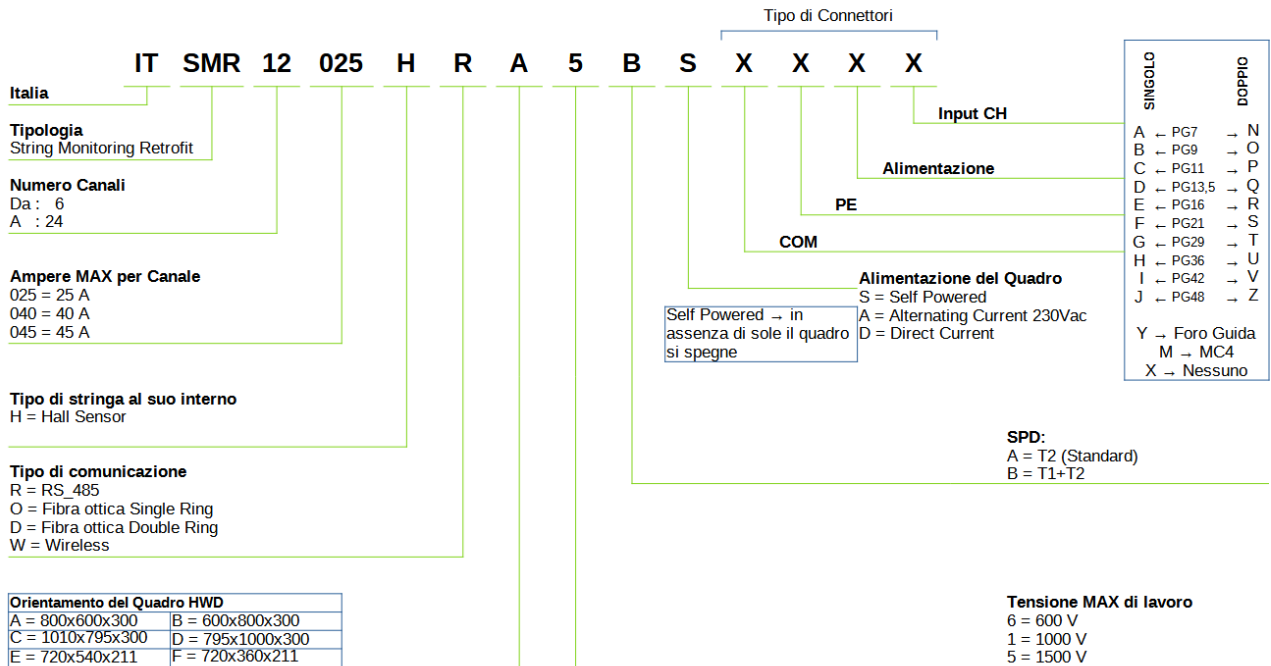 Tipo di Connettori
IT SMR 12 025 H R A 5 B S X X X X
Italia
Tipologia
String Monitoring Retrofit
Numero Canali
Da : 6
A : 24
Ampere MAX per Canale
025 = 25 A
040 = 40 A
045 = 45 A
Tipo di stringa al suo interno
H = Hall Sensor
Tipo di comunicazione
R = RS_485
O = Fibra ottica Single Ring
D = Fibra ottica Double Ring
W = Wireless
Orientamento del Quadro HWD
A = 800x600x300 B = 600x800x300
C = 1010x795x300 D = 795x1000x300
E = 720x540x211 F = 720x360x211
Input CH
Alimentazione
PE
COM
Alimentazione del Quadro
S = Self Powered
A = Alternating Current 230Vac
D = Direct Current
Self Powered → in
assenza di sole il quadro
si spegne
SINGOLO DOPPIO
A ← PG7 → N
B ← PG9 → O
C ← PG11 → P
D ← PG13,5 → Q
E ← PG16 → R
F ← PG21 → S
G ← PG29 → T
H ← PG36 → U
I ← PG42 → V
J ← PG48 → Z
Y → Foro Guida
M → MC4
X → Nessuno
SPD:
A = T2 (Standard)
B = T1+T2
Tensione MAX di lavoro
6 = 600 V
1 = 1000 V
5 = 1500 V